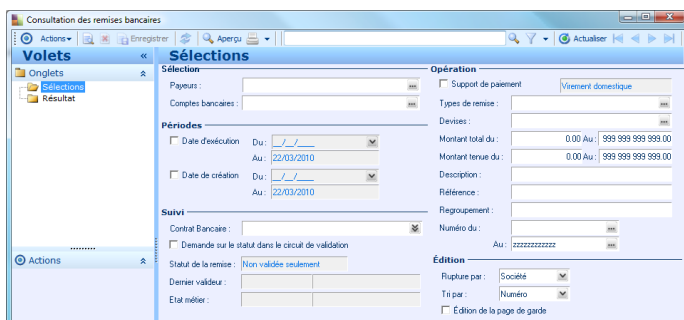 Consultation des remises bancaires
Actions Enregistrer Aperçu Actualiser
Volets «
Onglets
Sélections
Résultat
Actions
Sélections
Sélection
Payeurs :
Comptes bancaires :
Périodes
Date d'exécution Du : __/__/____
Au : 22/03/2010
Date de création Du : __/__/____
Au : 22/03/2010
Suivi
Contrat Bancaire :
Demande sur le statut dans le circuit de validation
Statut de la remise : Non validée seulement
Dernier valideur :
Etat métier :
Opération
Support de paiement Virement domestique
Types de remise :
Devises :
Montant total du : 0.00 Au : 999 999 999 999.00
Montant tenue du : 0.00 Au : 999 999 999 999.00
Description :
Référence :
Regroupement :
Numéro du :
Au : zzzzzzzzzzzz
Édition
Rupture par : Société
Tri par : Numéro
Édition de la page de garde